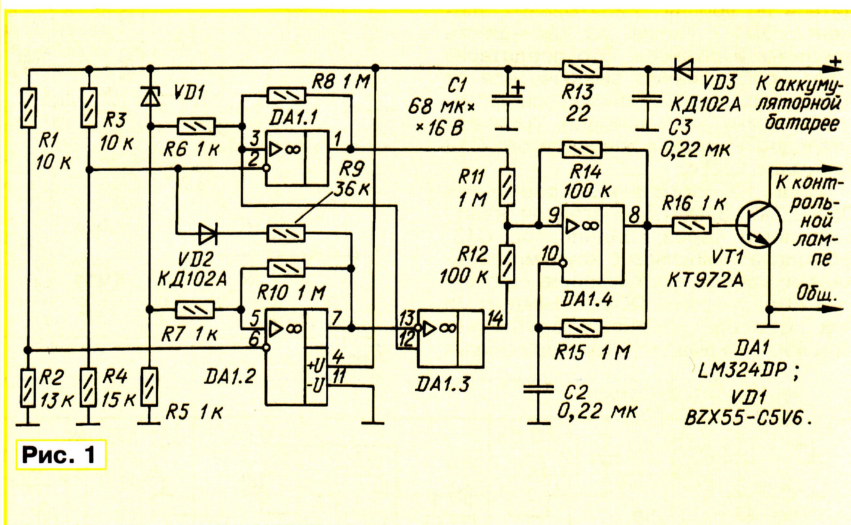 R1
10 к
R3
10 к
VD1
R6 1 к
DA1.1
R8 1 М
3
2
1
▷∞
R9
36 к
VD2
КД102А
R10 1 М
R7 1 к
5
6
7
▷∞
+U
-U
4
11
DA1.2
R2
13 к
R4
15 к
R5 1 к
13
12
14
▷∞
DA1.3
C1
68 мк×
×16 В
+
R13
22
VD3
КД102А
C3
0,22 мк
R11
1 М
R12
100 к
R14
100 к
9
10
8
▷∞
DA1.4
R15 1 М
C2
0,22 мк
R16 1 к
VT1
КТ972А
+
К аккуму-
ляторной
батарее
К конт-
роль-
ной
лам-
пе
Общ.
DA1
LM324DP;
VD1
BZX55-C5V6.
Рис. 1